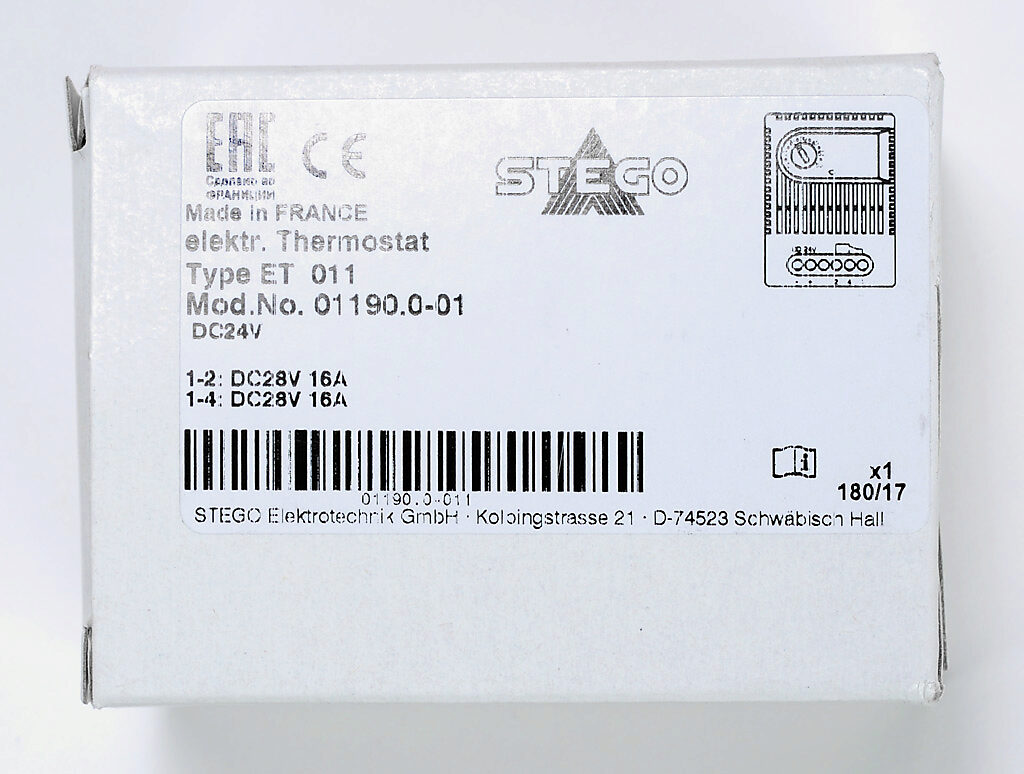 EAC CE
Сделано во
ФРАНЦИИ
STEGO
Made in FRANCE
elektr. Thermostat
Type ET 011
Mod.No. 01190.0-01
DC24V
1-2: DC28V 16A
1-4: DC28V 16A
01190.0-011
x1
180/17
STEGO Elektrotechnik GmbH · Kolpingstrasse 21 · D-74523 Schwäbisch Hall